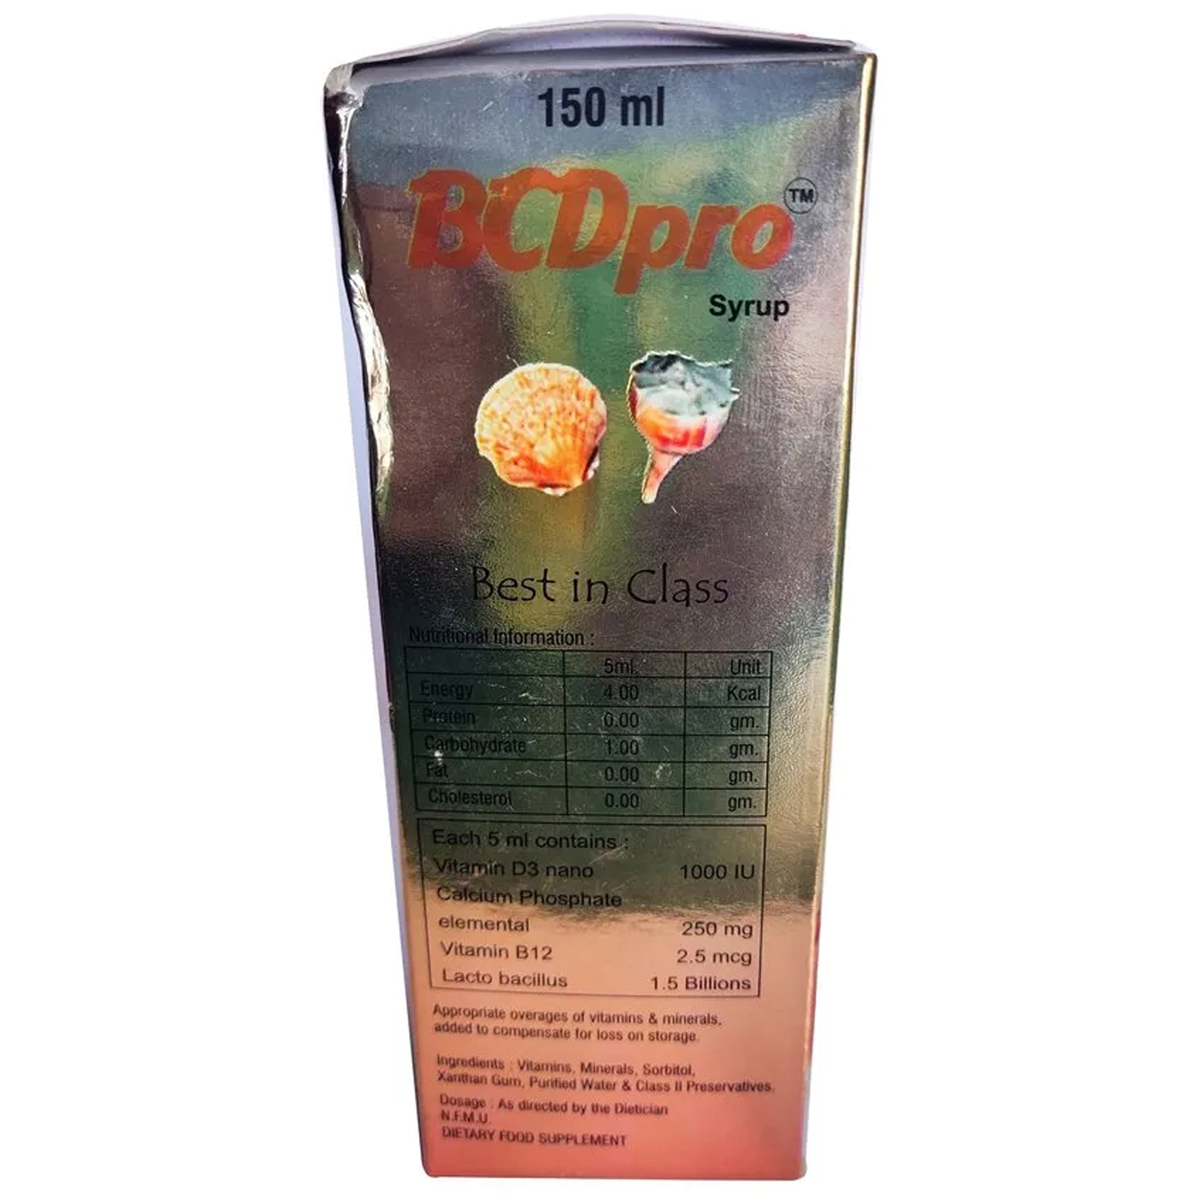 150 ml
BCDpro™
Syrup
Best in Class
Nutritional Information :
5ml. Unit
Energy 4.00 Kcal
Protein 0.00 gm.
Carbohydrate 1.00 gm.
Fat 0.00 gm.
Cholesterol 0.00 gm.
Each 5 ml contains :
Vitamin D3 nano 1000 IU
Calcium Phosphate
elemental 250 mg
Vitamin B12 2.5 mcg
Lacto bacillus 1.5 Billions
Appropriate overages of vitamins & minerals,
added to compensate for loss on storage.
Ingredients : Vitamins, Minerals, Sorbitol,
Xanthan Gum, Purified Water & Class II Preservatives.
Dosage : As directed by the Dietician
N.F.M.U.
DIETARY FOOD SUPPLEMENT